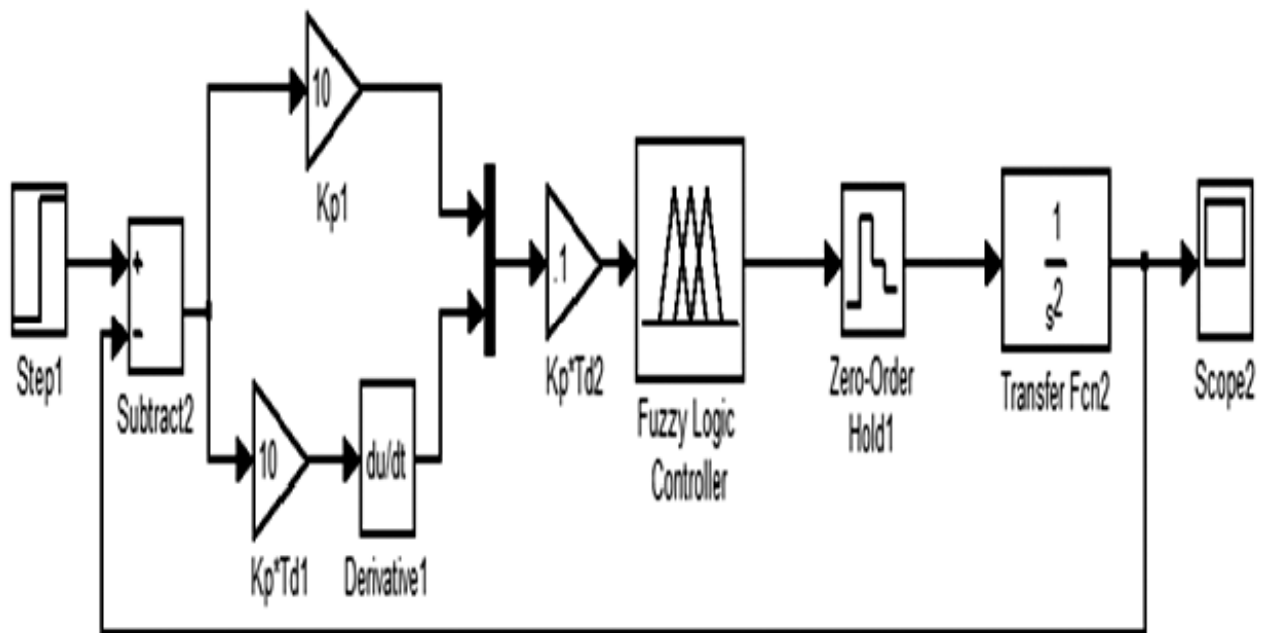 10
Kp1
Step1
+
-
Subtract2
10
Kp*Td1
du/dt
Derivative1
.1
Kp*Td2
Fuzzy Logic
Controller
Zero-Order
Hold1
1
s2
Transfer Fcn2
Scope2